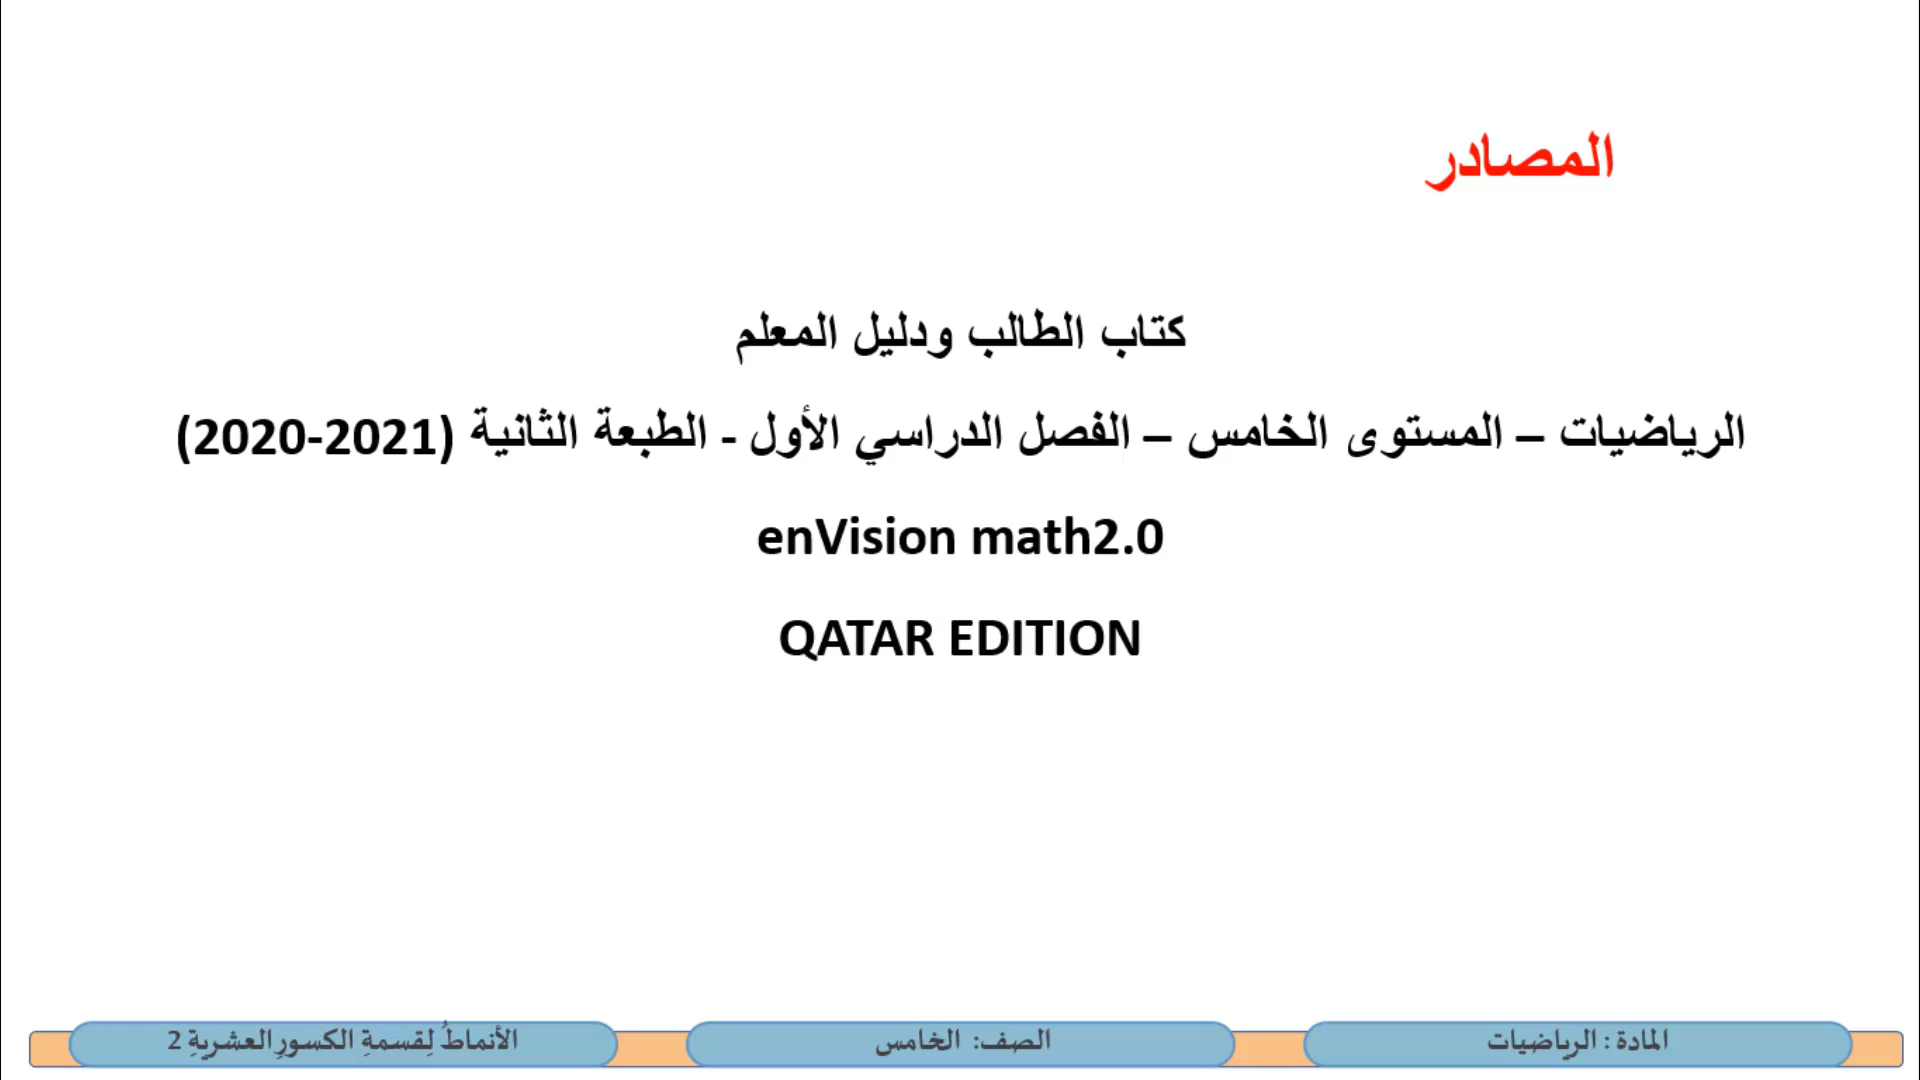 المصادر
كتاب الطالب ودليل المعلم
الرياضيات – المستوى الخامس – الفصل الدراسي الأول - الطبعة الثانية (2020-2021)
enVision math2.0
QATAR EDITION
المادة : الرياضيات
الصف: الخامس
الأنماطُ لِقسمةِ الكسورِ العشريةِ 2